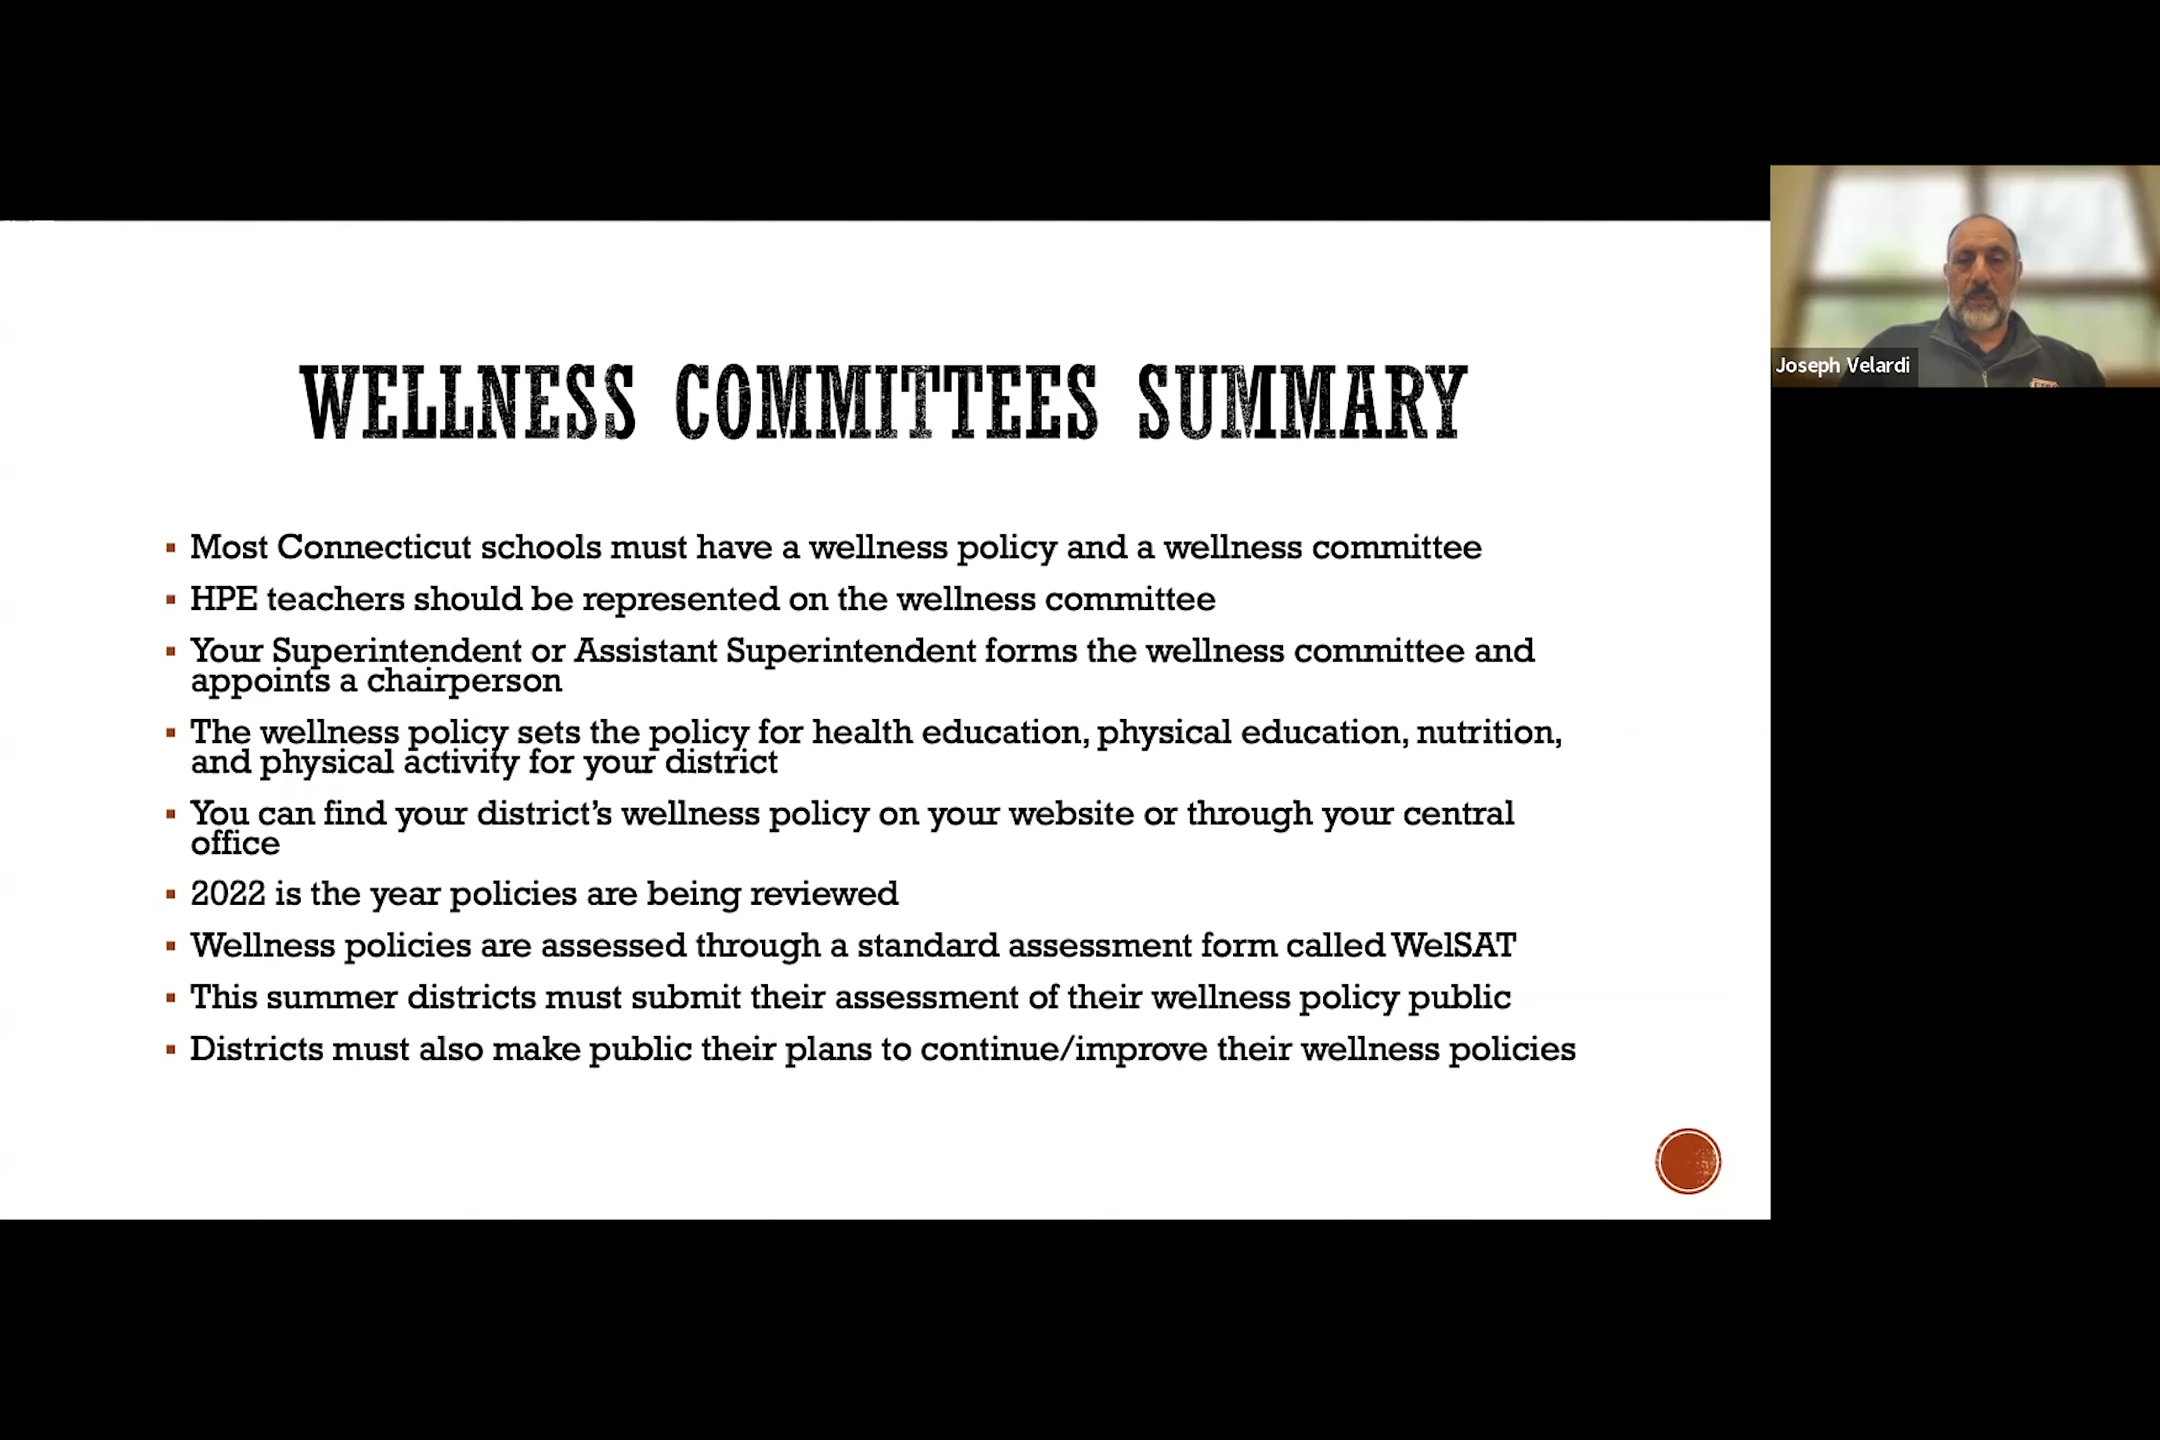 WELLNESS COMMITTEES SUMMARY
Most Connecticut schools must have a wellness policy and a wellness committee
HPE teachers should be represented on the wellness committee
Your Superintendent or Assistant Superintendent forms the wellness committee and
appoints a chairperson
The wellness policy sets the policy for health education, physical education, nutrition,
and physical activity for your district
You can find your district’s wellness policy on your website or through your central
office
2022 is the year policies are being reviewed
Wellness policies are assessed through a standard assessment form called WelSAT
This summer districts must submit their assessment of their wellness policy public
Districts must also make public their plans to continue/improve their wellness policies
Joseph Velardi